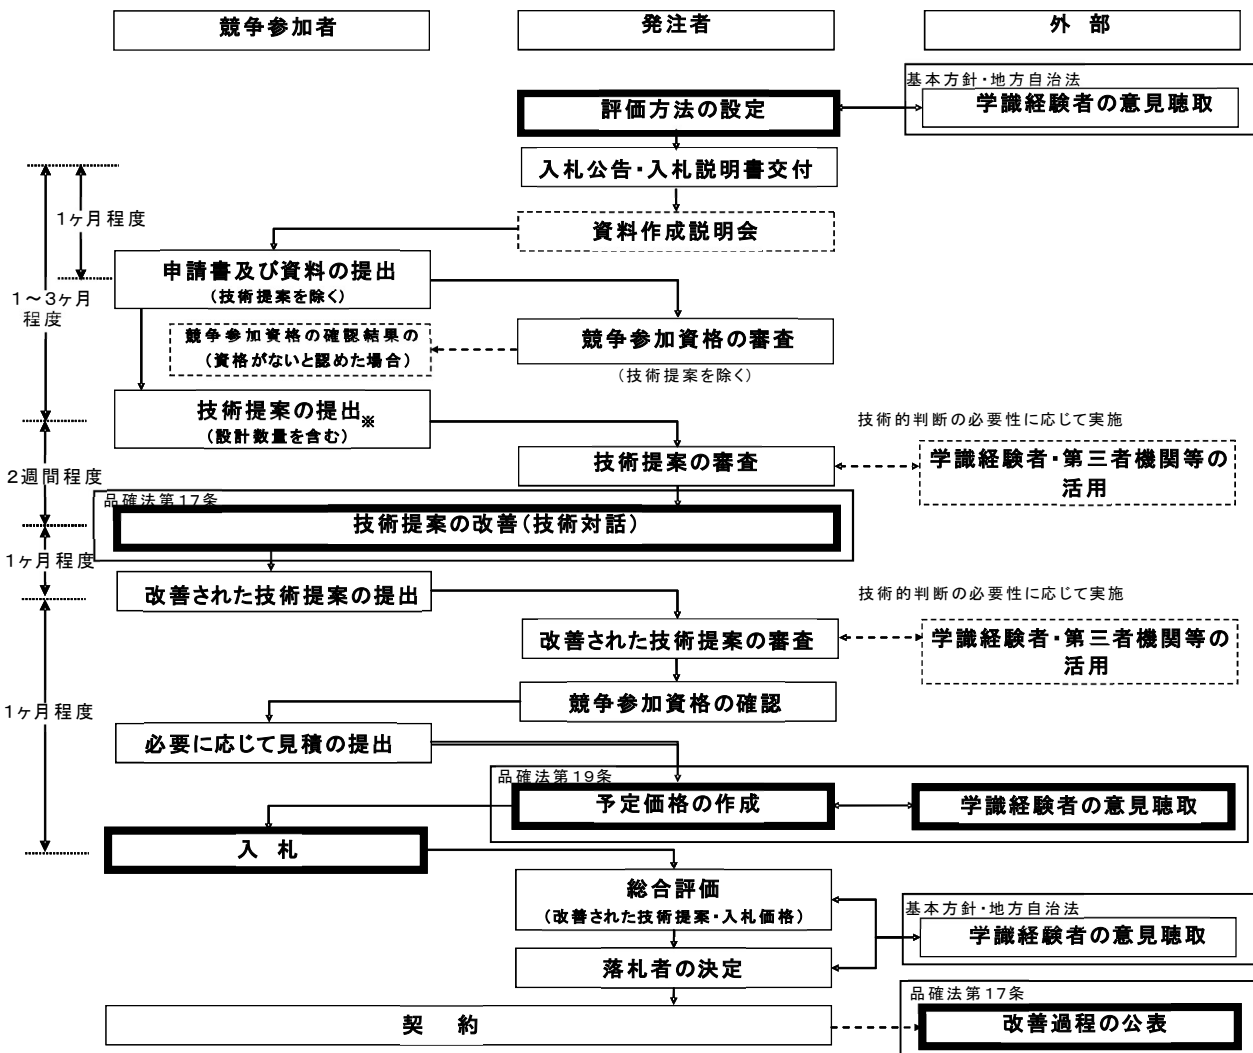 競争参加者
発注者
外 部
基本方針・地方自治法
評価方法の設定
学識経験者の意見聴取
入札公告・入札説明書交付
1ヶ月程度
資料作成説明会
申請書及び資料の提出
(技術提案を除く)
1～3ヶ月
程度
競争参加資格の確認結果の
(資格がないと認めた場合)
競争参加資格の審査
(技術提案を除く)
技術提案の提出※
(設計数量を含む)
技術的判断の必要性に応じて実施
2週間程度
技術提案の審査
学識経験者・第三者機関等の
活用
品確法第17条
技術提案の改善(技術対話)
1ヶ月程度
改善された技術提案の提出
技術的判断の必要性に応じて実施
改善された技術提案の審査
学識経験者・第三者機関等の
活用
競争参加資格の確認
1ヶ月程度
必要に応じて見積の提出
品確法第19条
予定価格の作成
学識経験者の意見聴取
入 札
総合評価
(改善された技術提案・入札価格)
基本方針・地方自治法
学識経験者の意見聴取
落札者の決定
品確法第17条
契 約
改善過程の公表